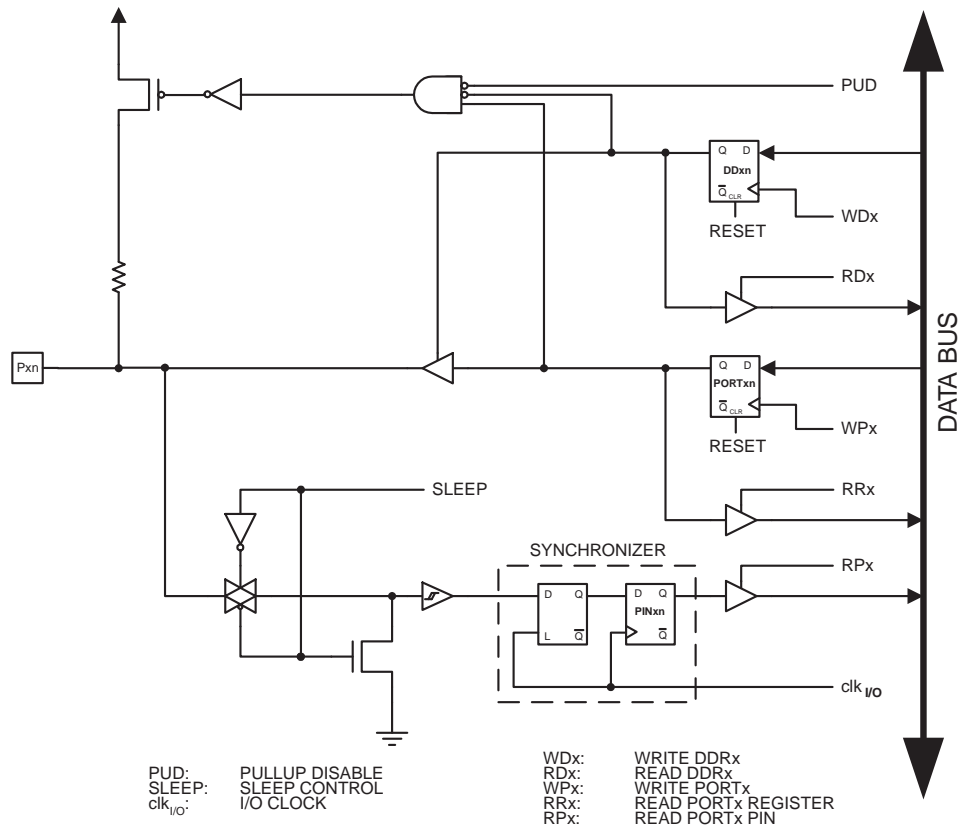 PUD
Q D
DDxn
Q CLR
WDx
RESET
RDx
Pxn
Q D
PORTxn
Q CLR
WPx
RESET
DATA BUS
SLEEP
RRx
SYNCHRONIZER
RPx
D Q
L Q
D Q
PINxn
Q
clk I/O
PUD: PULLUP DISABLE
SLEEP: SLEEP CONTROL
clk I/O: I/O CLOCK
WDx: WRITE DDRx
RDx: READ DDRx
WPx: WRITE PORTx
RRx: READ PORTx REGISTER
RPx: READ PORTx PIN